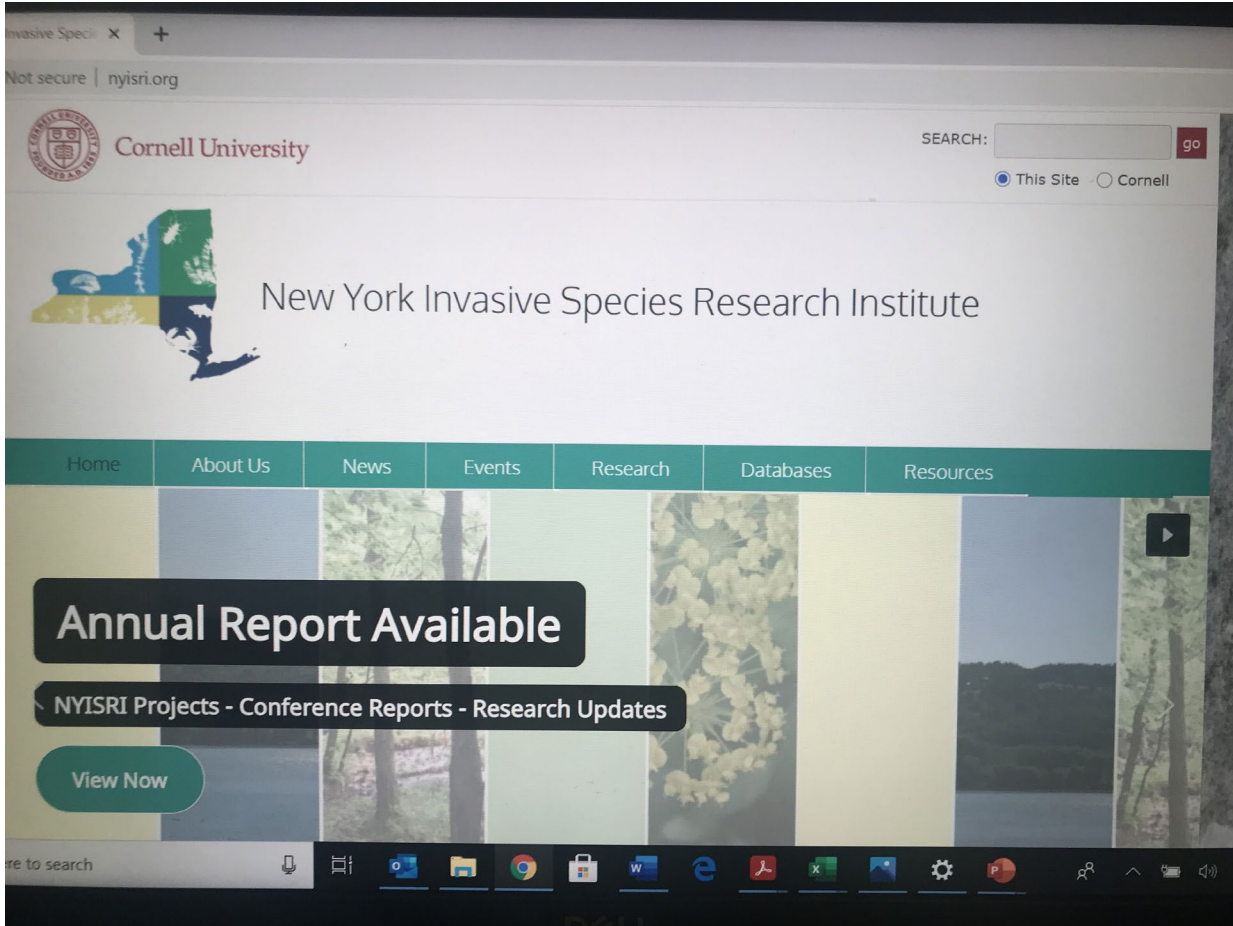 nvasive Speci
Not secure | nyisri.org
Cornell University
SEARCH:
go
This Site
Cornell
New York Invasive Species Research Institute
Home
About Us
News
Events
Research
Databases
Resources
Annual Report Available
NYISRI Projects - Conference Reports - Research Updates
View Now
ere to search